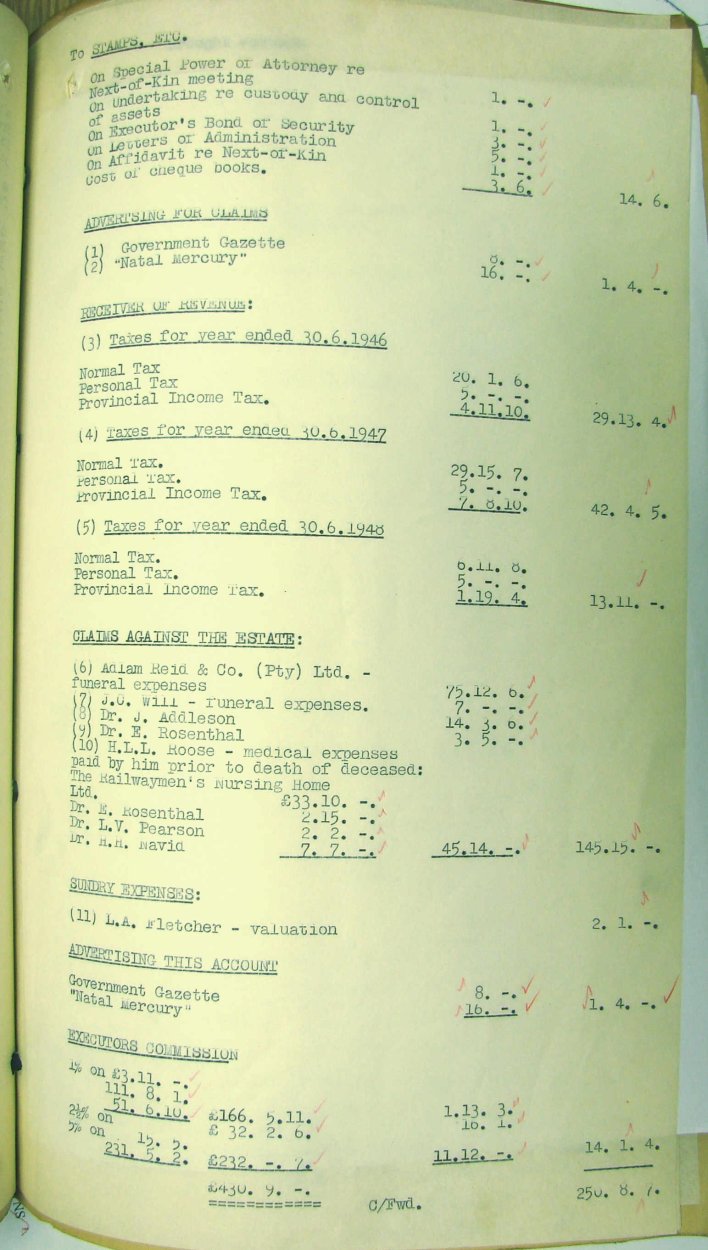 To STAMPS, ETC.
On Special Power of Attorney re
Next-of-Kin meeting 1. -.
On Undertaking re custody and control
of assets 1. -.
On Executor's Bond of Security 3. -.
On Letters of Administration 5. -.
On Affidavit re Next-of-Kin 1. -.
Cost of cheque books. 3. 6. 14. 6.
ADVERTSING FOR CLAIMS
(1) Government Gazette 8. -.
(2) "Natal Mercury" 16. -. 1. 4. -.
RECEIVER OF REVENUE:
(3) Taxes for year ended 30.6.1946
Normal Tax 20. 1. 6.
Personal Tax 5. -. -.
Provincial Income Tax. 4.11.10. 29.13. 4.
(4) Taxes for year ended 30.6.1947
Normal Tax. 29.15. 7.
Personal Tax. 5. -. -.
Provincial Income Tax. 7. 8.10. 42. 4. 5.
(5) Taxes for year ended 30.6.1948
Normal Tax. 6.11. 8.
Personal Tax. 5. -. -.
Provincial Income Tax. 1.19. 4. 13.11. -.
CLAIMS AGAINST THE ESTATE:
(6) Adlam Reid & Co. (Pty) Ltd. -
funeral expenses 75.12. 6.
(7) J.C. Will - funeral expenses. 7. -. -.
(8) Dr. J. Addleson 14. 3. 6.
(9) Dr. E. Rosenthal 3. 5. -.
(10) H.L.L. Roose - medical expenses
paid by him prior to death of deceased:
The Railwaymen's Nursing Home
Ltd. £33.10. -.
Dr. E. Rosenthal 2.15. -.
Dr. L.V. Pearson 2. 2. -.
Dr. H.H. Navid 7. 7. -. 45.14. -. 145.15. -.
SUNDRY EXPENSES:
(11) L.A. Fletcher - valuation 2. 1. -.
ADVERTISING THIS ACCOUNT
Government Gazette 8. -.
"Natal Mercury" 16. -. 1. 4. -.
EXECUTORS COMMISSION
1% on £3.11. -.
111. 8. 1.
51. 6.10. £166. 5.11. 1.13. 3.
2½% on £ 32. 2. 6. 16. 1.
5% on 15. 5.
231. 5. 2. £232. -. 7. 11.12. -. 14. 1. 4.
£430. 9. -. C/Fwd. 250. 8. 7.